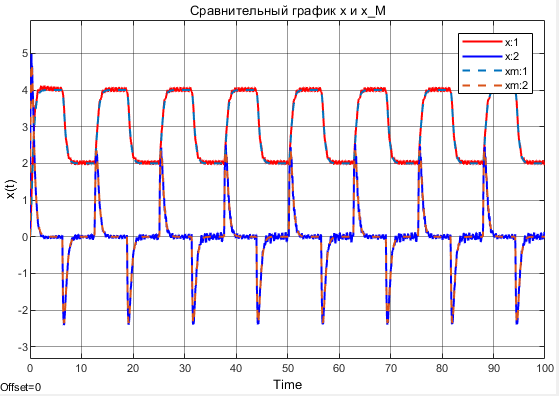 Сравнительный график x и x_M
x:1
x:2
xm:1
xm:2
x(t)
5
4
3
2
1
0
-1
-2
-3
0 10 20 30 40 50 60 70 80 90 100
Time
Offset=0